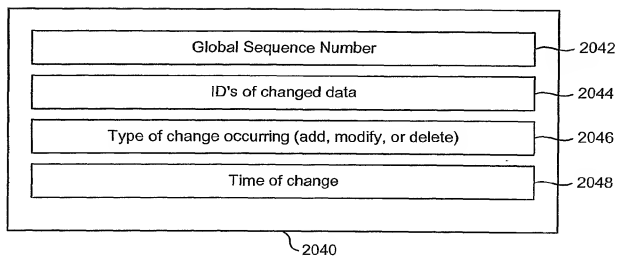 Global Sequence Number 2042
ID's of changed data 2044
Type of change occurring (add, modify, or delete) 2046
Time of change 2048
2040